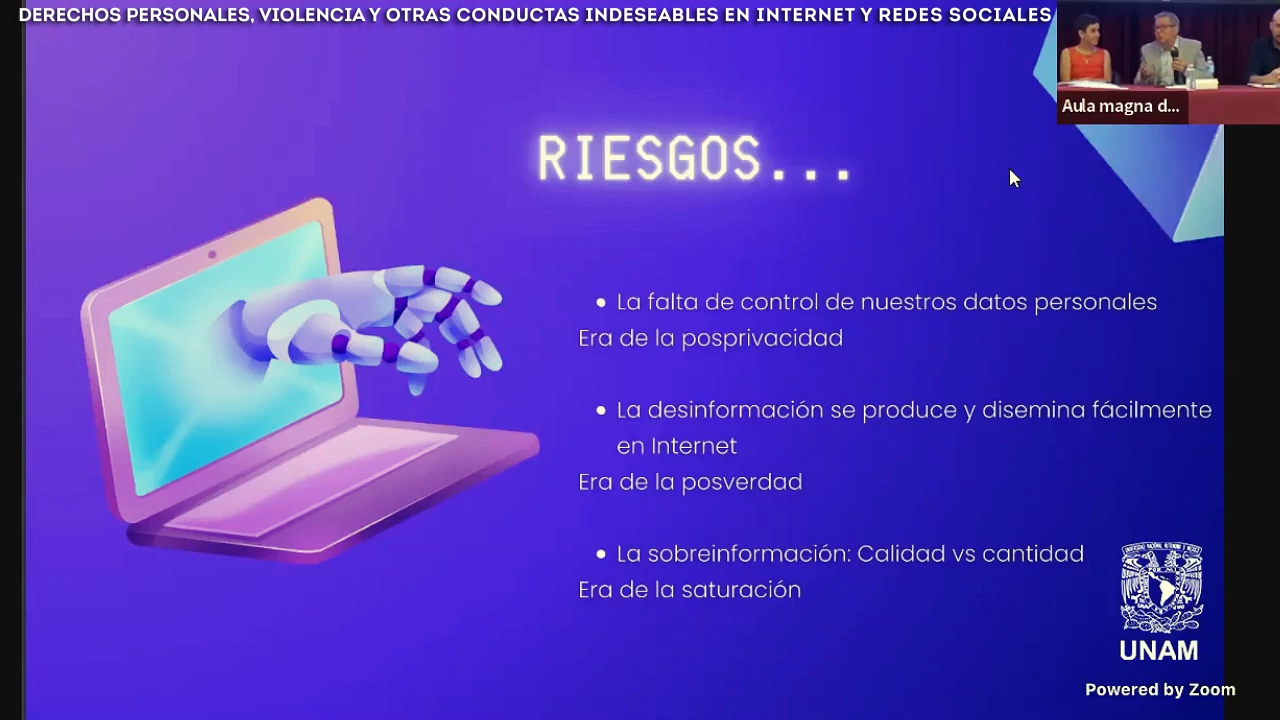 DERECHOS PERSONALES, VIOLENCIA Y OTRAS CONDUCTAS INDESEABLES EN INTERNET Y REDES SOCIALES
Aula magna d...
RIESGOS...
• La falta de control de nuestros datos personales
Era de la posprivacidad
• La desinformación se produce y disemina fácilmente
en Internet
Era de la posverdad
• La sobreinformación: Calidad vs cantidad
Era de la saturación
UNAM
Powered by Zoom